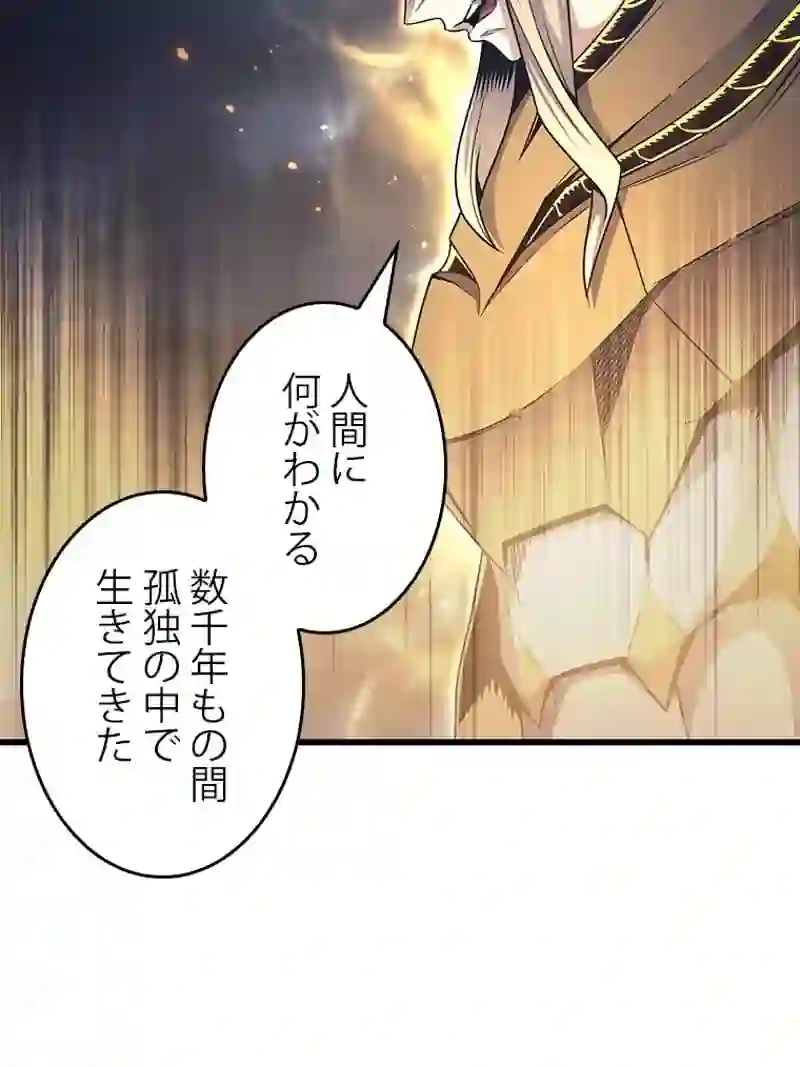 人間に
何がわかる
数千年もの間
孤独の中で
生きてきた